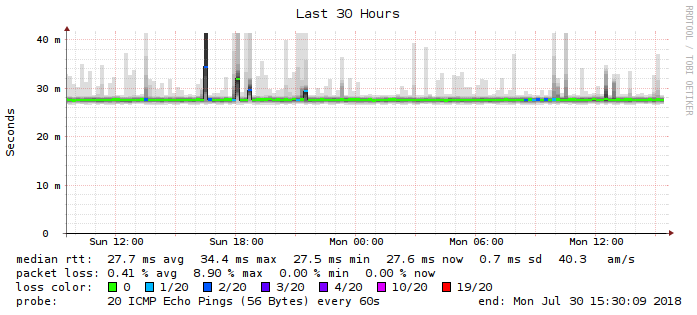 Last 30 Hours
RRDTOOL / TOBI OETIKER
Seconds
40 m
30 m
20 m
10 m
0
Sun 12:00 Sun 18:00 Mon 00:00 Mon 06:00 Mon 12:00
median rtt: 27.7 ms avg 34.4 ms max 27.5 ms min 27.6 ms now 0.7 ms sd 40.3 am/s
packet loss: 0.41 % avg 8.90 % max 0.00 % min 0.00 % now
loss color: 0 1/20 2/20 3/20 4/20 10/20 19/20
probe: 20 ICMP Echo Pings (56 Bytes) every 60s end: Mon Jul 30 15:30:09 2018